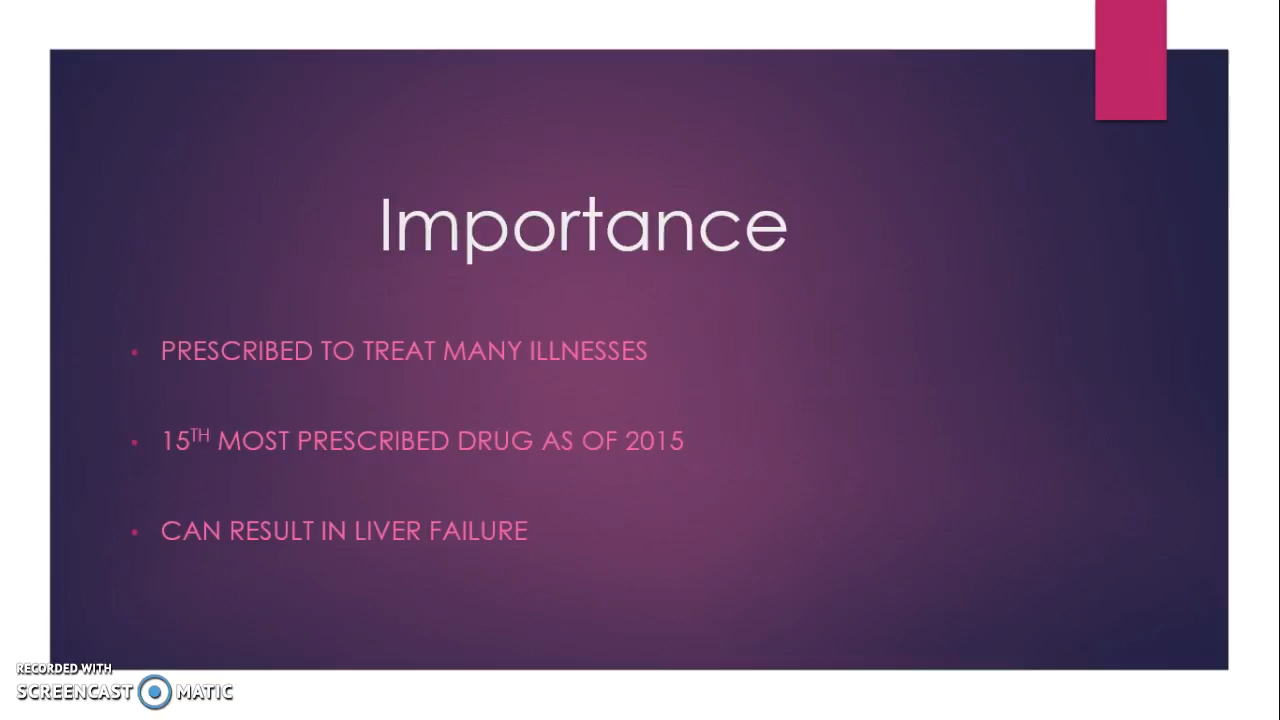 Importance
• PRESCRIBED TO TREAT MANY ILLNESSES
• 15TH MOST PRESCRIBED DRUG AS OF 2015
• CAN RESULT IN LIVER FAILURE
RECORDED WITH
SCREENCAST MATIC